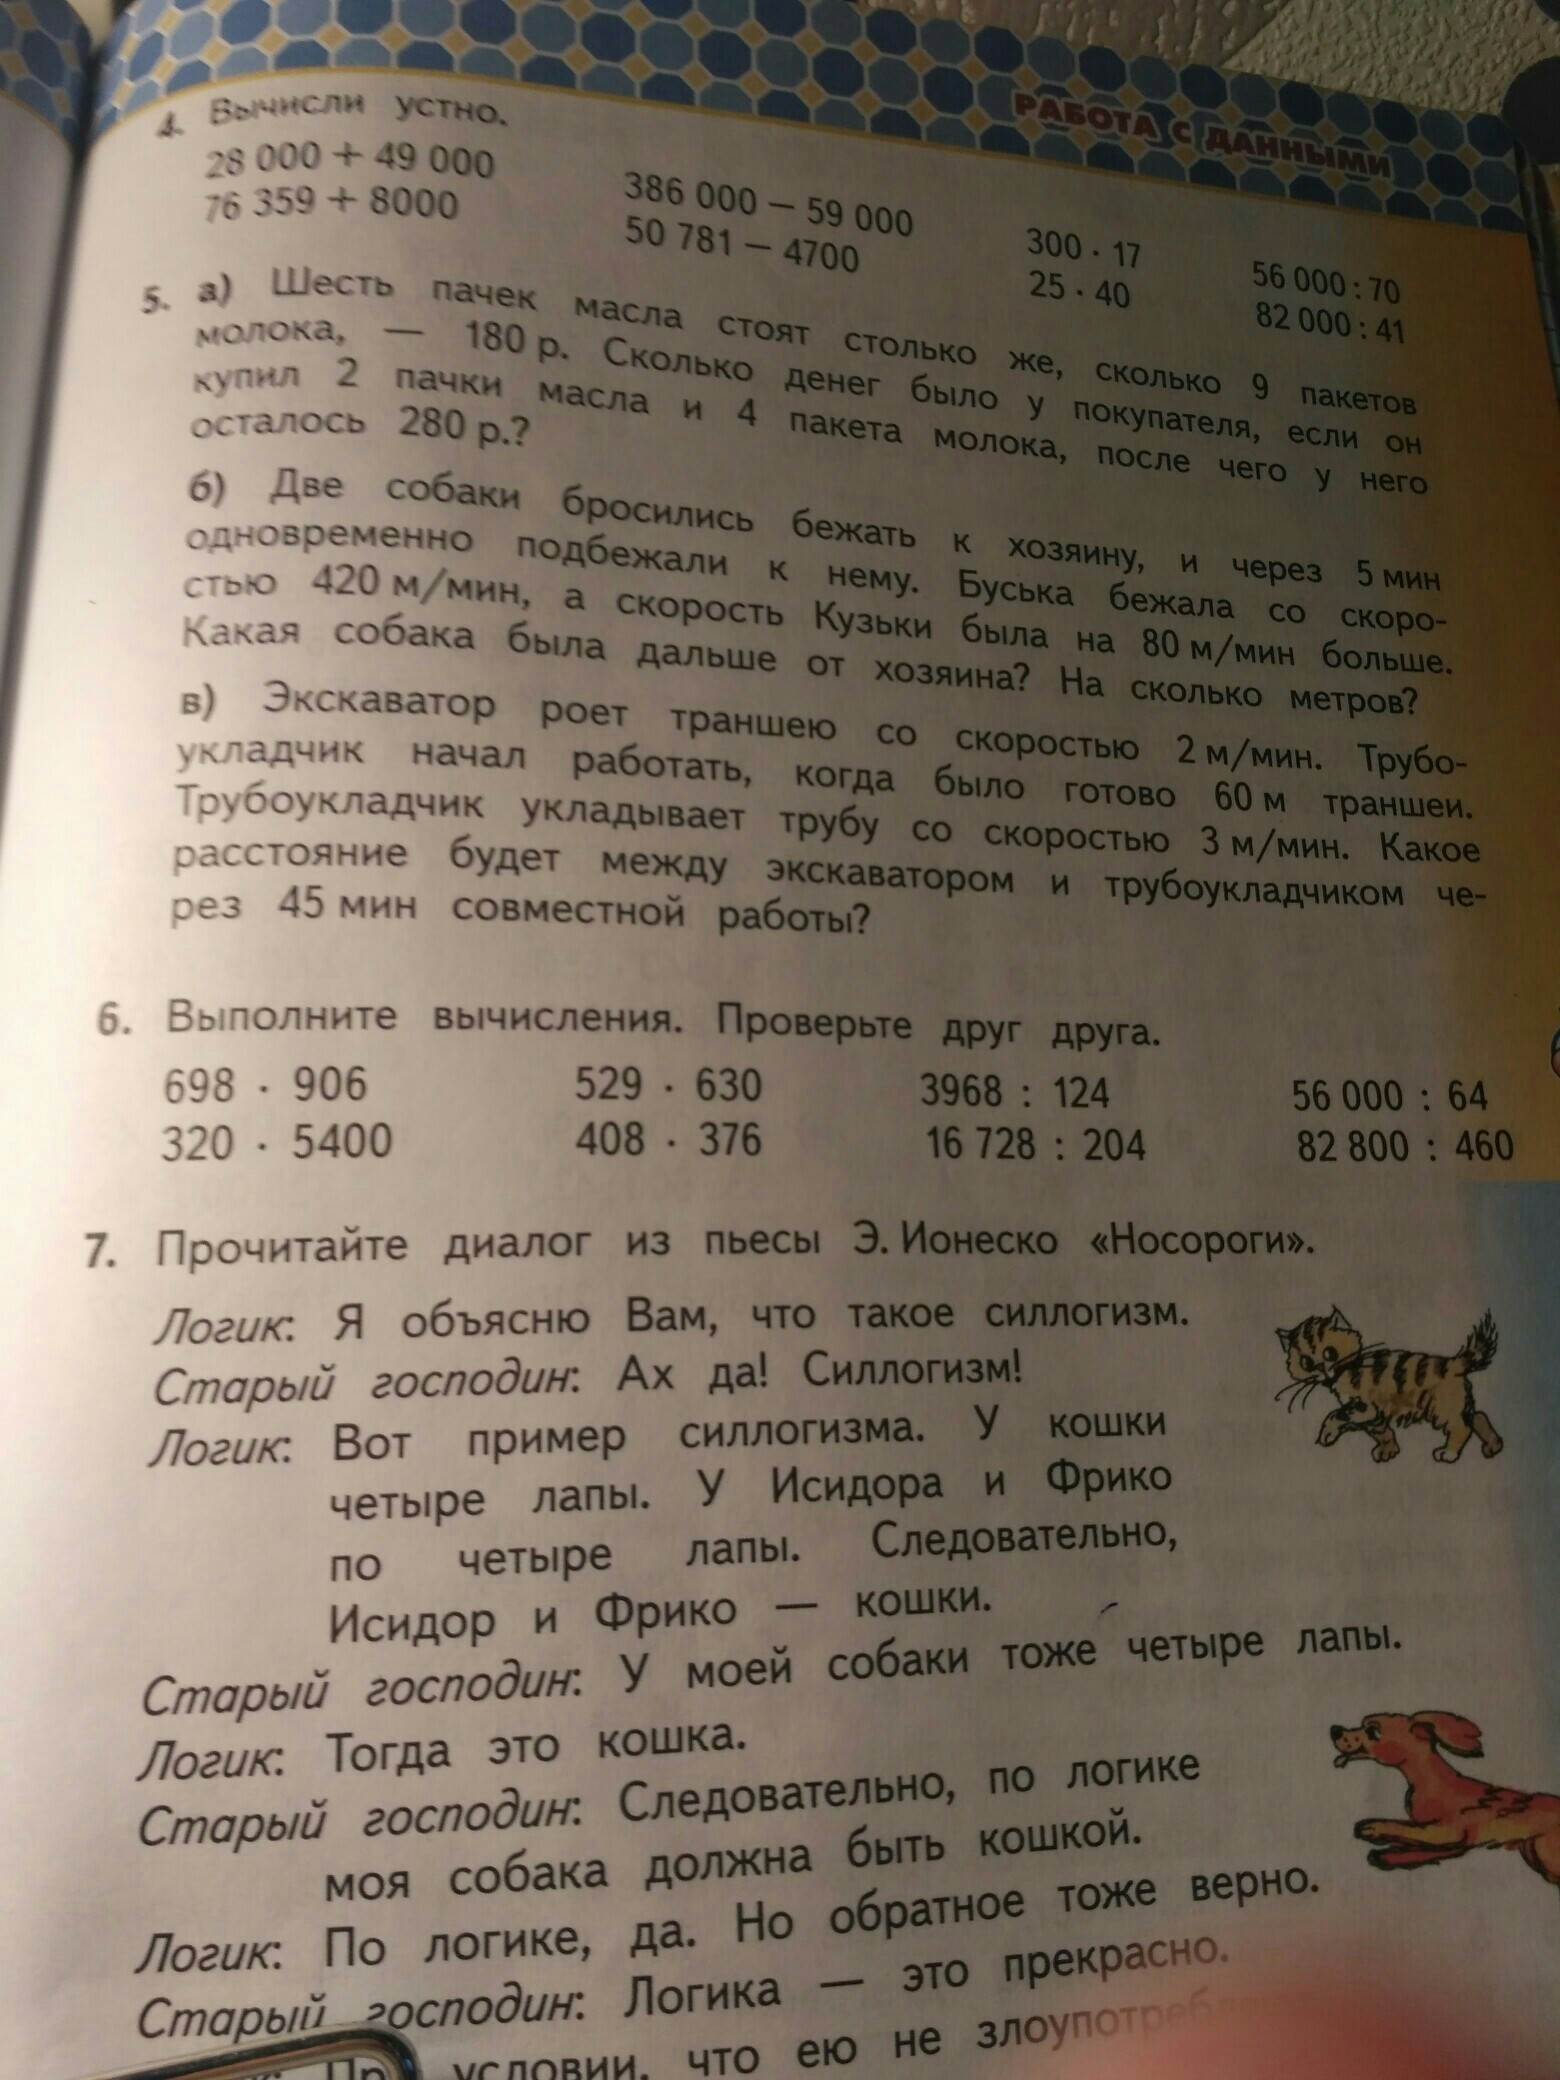 РАБОТА С ДАННЫМИ
4. Вычисли устно.
28 000 + 49 000 386 000 – 59 000 300 · 17 56 000 : 70
76 359 + 8000 50 781 – 4700 25 · 40 82 000 : 41
5. а) Шесть пачек масла стоят столько же, сколько 9 пакетов
молока, — 180 р. Сколько денег было у покупателя, если он
купил 2 пачки масла и 4 пакета молока, после чего у него
осталось 280 р.?
б) Две собаки бросились бежать к хозяину, и через 5 мин
одновременно подбежали к нему. Буська бежала со скоро-
стью 420 м/мин, а скорость Кузьки была на 80 м/мин больше.
Какая собака была дальше от хозяина? На сколько метров?
в) Экскаватор роет траншею со скоростью 2 м/мин. Трубо-
укладчик начал работать, когда было готово 60 м траншеи.
Трубоукладчик укладывает трубу со скоростью 3 м/мин. Какое
расстояние будет между экскаватором и трубоукладчиком че-
рез 45 мин совместной работы?
6. Выполните вычисления. Проверьте друг друга.
698 · 906 529 · 630 3968 : 124 56 000 : 64
320 · 5400 408 · 376 16 728 : 204 82 800 : 460
7. Прочитайте диалог из пьесы Э. Ионеско «Носороги».
Логик: Я объясню Вам, что такое силлогизм.
Старый господин: Ах да! Силлогизм!
Логик: Вот пример силлогизма. У кошки
четыре лапы. У Исидора и Фрико
по четыре лапы. Следовательно,
Исидор и Фрико — кошки.
Старый господин: У моей собаки тоже четыре лапы.
Логик: Тогда это кошка.
Старый господин: Следовательно, по логике
моя собака должна быть кошкой.
Логик: По логике, да. Но обратное тоже верно.
Старый господин: Логика — это прекрасно.
условии, что ею не